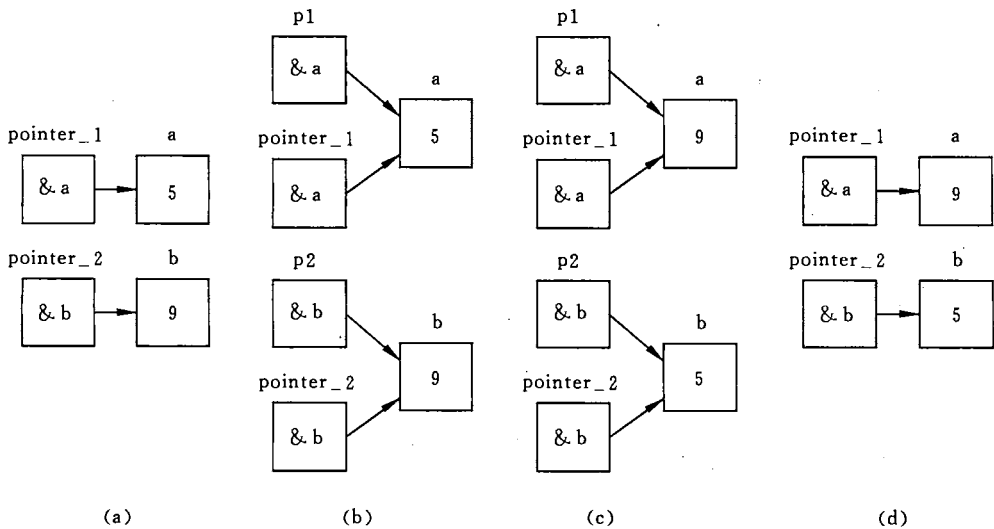 p1
p1
&a
&a
a
a
pointer_1
a
pointer_1
5
pointer_1
9
pointer_1
a
&a
5
&a
&a
&a
9
pointer_2
b
p2
p2
pointer_2
b
&b
9
&b
&b
&b
5
b
b
pointer_2
9
pointer_2
5
&b
&b
(a)
(b)
(c)
(d)